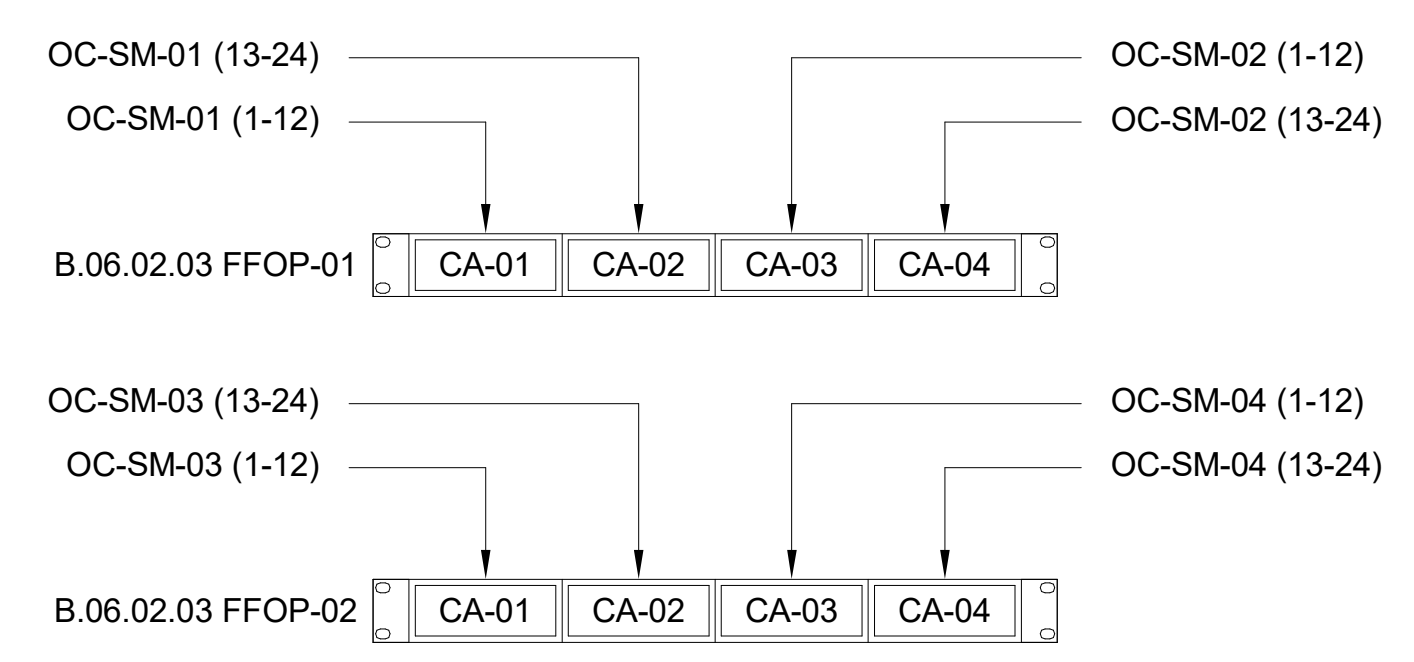 OC-SM-01 (13-24)
OC-SM-02 (1-12)
OC-SM-01 (1-12)
OC-SM-02 (13-24)
B.06.02.03 FFOP-01
CA-01
CA-02
CA-03
CA-04
OC-SM-03 (13-24)
OC-SM-04 (1-12)
OC-SM-03 (1-12)
OC-SM-04 (13-24)
B.06.02.03 FFOP-02
CA-01
CA-02
CA-03
CA-04